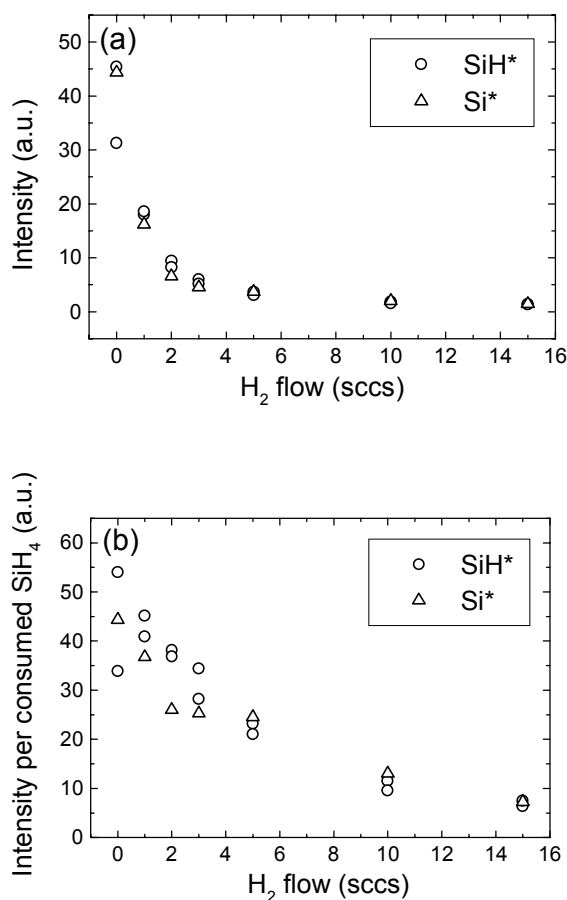 (a)
SiH*
Si*
Intensity (a.u.)
50
40
30
20
10
0
0 2 4 6 8 10 12 14 16
H₂ flow (sccs)
(b)
SiH*
Si*
Intensity per consumed SiH₄ (a.u.)
60
50
40
30
20
10
0
0 2 4 6 8 10 12 14 16
H₂ flow (sccs)